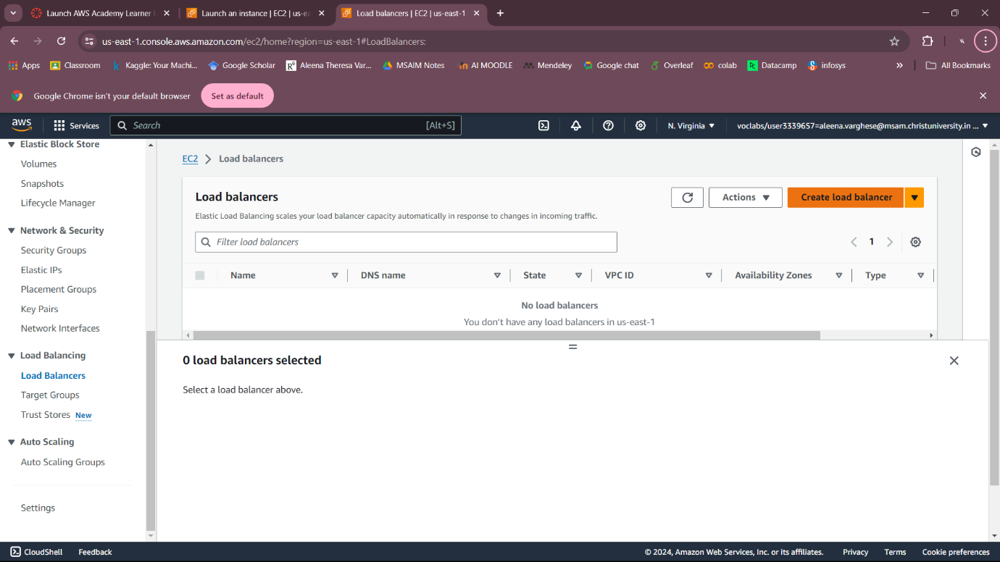 Launch AWS Academy Learner
Launch an instance | EC2 | us-ea
Load balancers | EC2 | us-east-1
us-east-1.console.aws.amazon.com/ec2/home?region=us-east-1#LoadBalancers:
Apps
Classroom
Kaggle: Your Machi...
Google Scholar
Aleena Theresa Var...
MSAIM Notes
AI MOODLE
Mendeley
Google chat
Overleaf
colab
Datacamp
infosys
All Bookmarks
Google Chrome isn't your default browser
Set as default
aws
Services
Search
[Alt+S]
N. Virginia
voclabs/user3339657=aleena.varghese@msam.christuniversity.in ...
Elastic Block Store
Volumes
Snapshots
Lifecycle Manager
Network & Security
Security Groups
Elastic IPs
Placement Groups
Key Pairs
Network Interfaces
Load Balancing
Load Balancers
Target Groups
Trust Stores New
Auto Scaling
Auto Scaling Groups
Settings
EC2 > Load balancers
Load balancers
Actions
Create load balancer
Elastic Load Balancing scales your load balancer capacity automatically in response to changes in incoming traffic.
Filter load balancers
1
Name
DNS name
State
VPC ID
Availability Zones
Type
No load balancers
You don't have any load balancers in us-east-1
0 load balancers selected
Select a load balancer above.
CloudShell
Feedback
© 2024, Amazon Web Services, Inc. or its affiliates.
Privacy
Terms
Cookie preferences